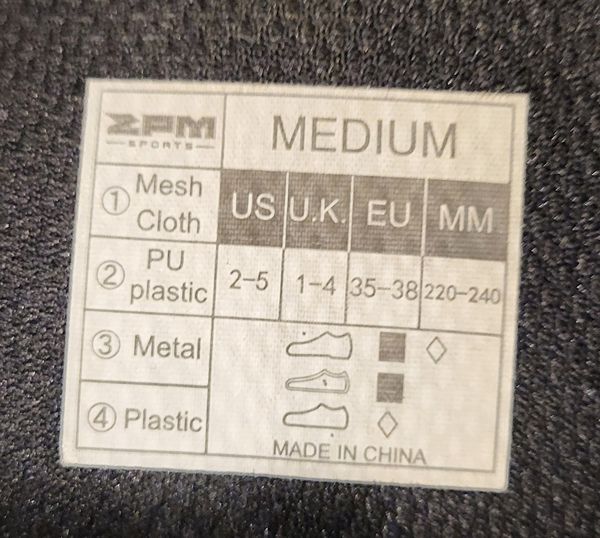 ZPM
SPORTS
MEDIUM
① Mesh Cloth
US U.K. EU MM
② PU plastic
2-5 1-4 35-38 220-240
③ Metal
④ Plastic
MADE IN CHINA